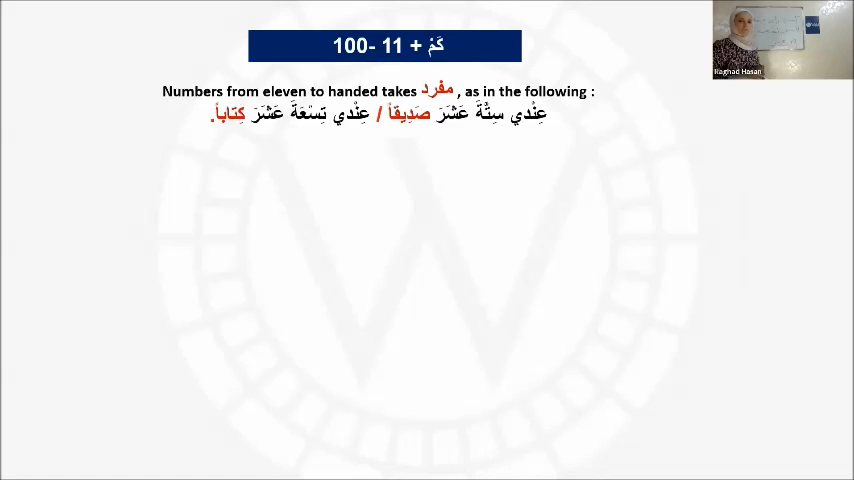 كَمْ + 11 -100
Numbers from eleven to handed takes مفرد , as in the following :
عِنْدي سِتَّةَ عَشَرَ صَدِيقاً / عِنْدي تِسْعَةَ عَشَرَ كِتاباً.
Raghad Hasan